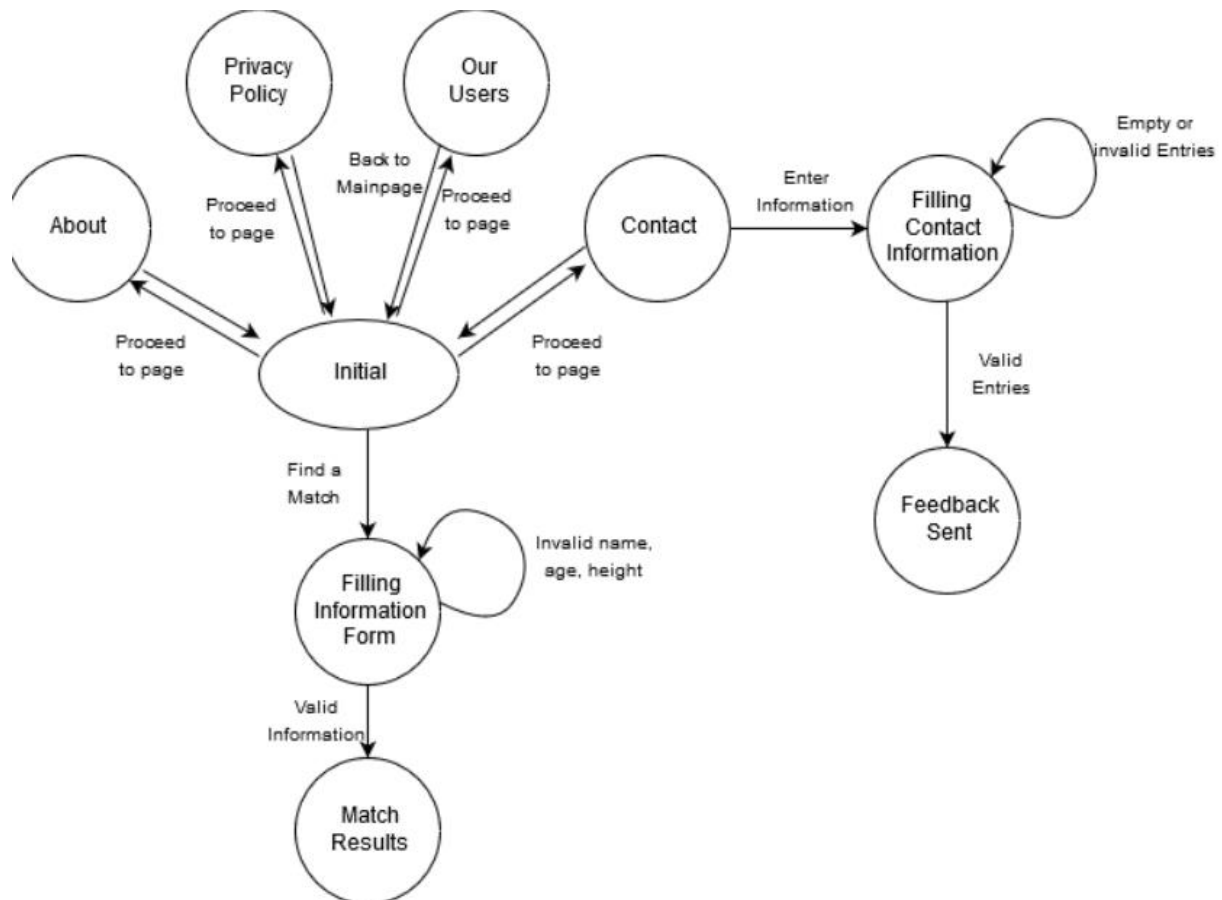 Privacy
Policy
Our
Users
Empty or
invalid Entries
Back to
Mainpage
Proceed
to page
Proceed
to page
Enter
Information
About
Contact
Filling
Contact
Information
Proceed
to page
Initial
Proceed
to page
Valid
Entries
Find a
Match
Feedback
Sent
Invalid name,
age, height
Filling
Information
Form
Valid
Information
Match
Results